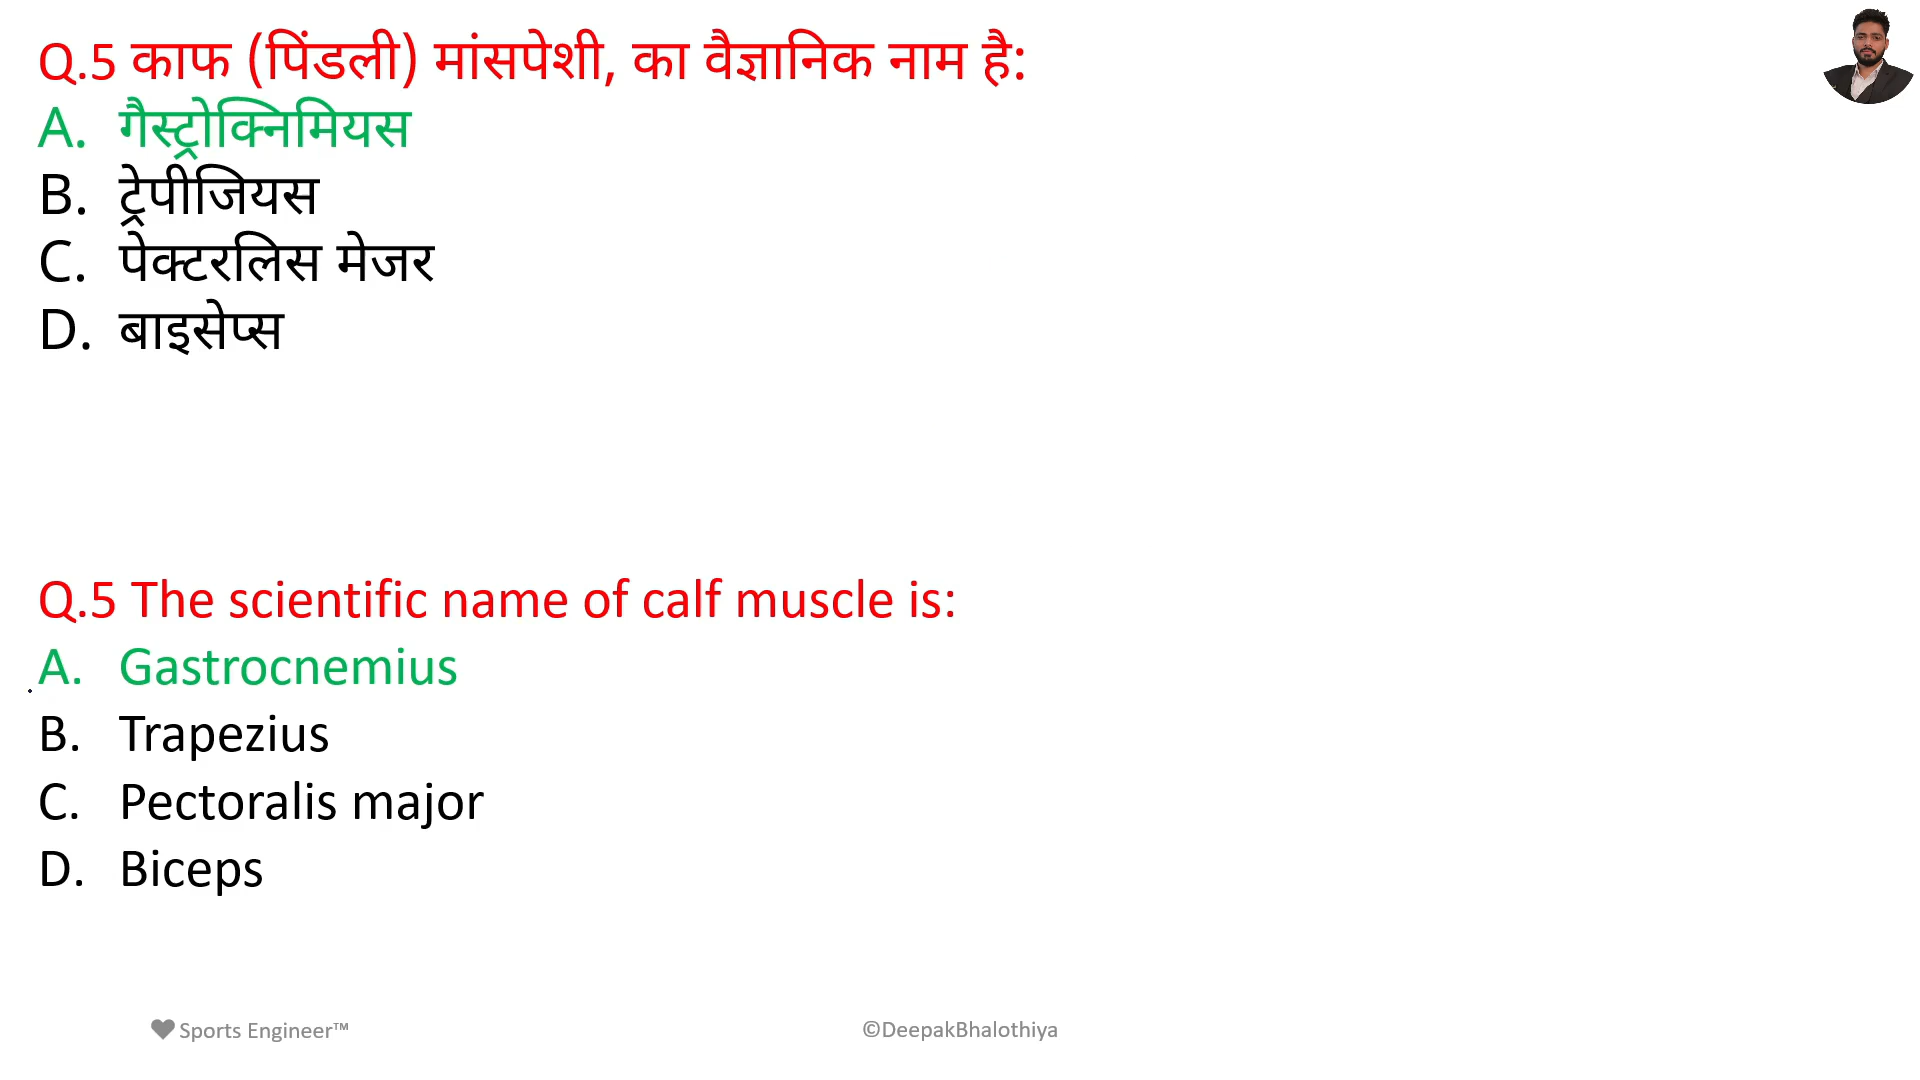 Q.5 काफ (पिंडली) मांसपेशी, का वैज्ञानिक नाम है:
A. गैस्ट्रोक्निमियस
B. ट्रेपीजियस
C. पेक्टरलिस मेजर
D. बाइसेप्स
Q.5 The scientific name of calf muscle is:
A. Gastrocnemius
B. Trapezius
C. Pectoralis major
D. Biceps
Sports Engineer™
©DeepakBhalothiya